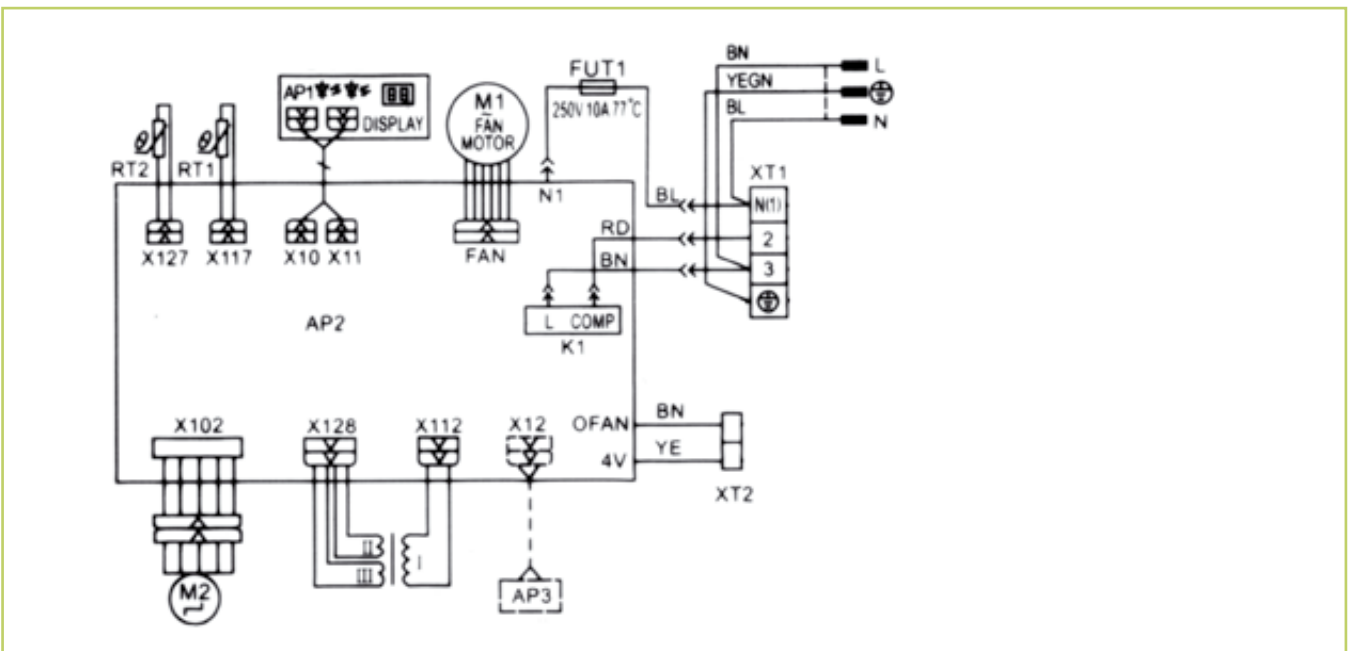 BN
L
FUT1
YEGN
AP1
M1
~
FAN
MOTOR
250V 10A 77°C
BL
N
DISPLAY
RT2
RT1
XT1
N1
BL
N(1)
RD
2
X127
X117
X10
X11
FAN
BN
3
AP2
L
COMP
K1
X102
X128
X112
X12
OFAN
BN
4V
YE
XT2
II
I
III
M2
AP3